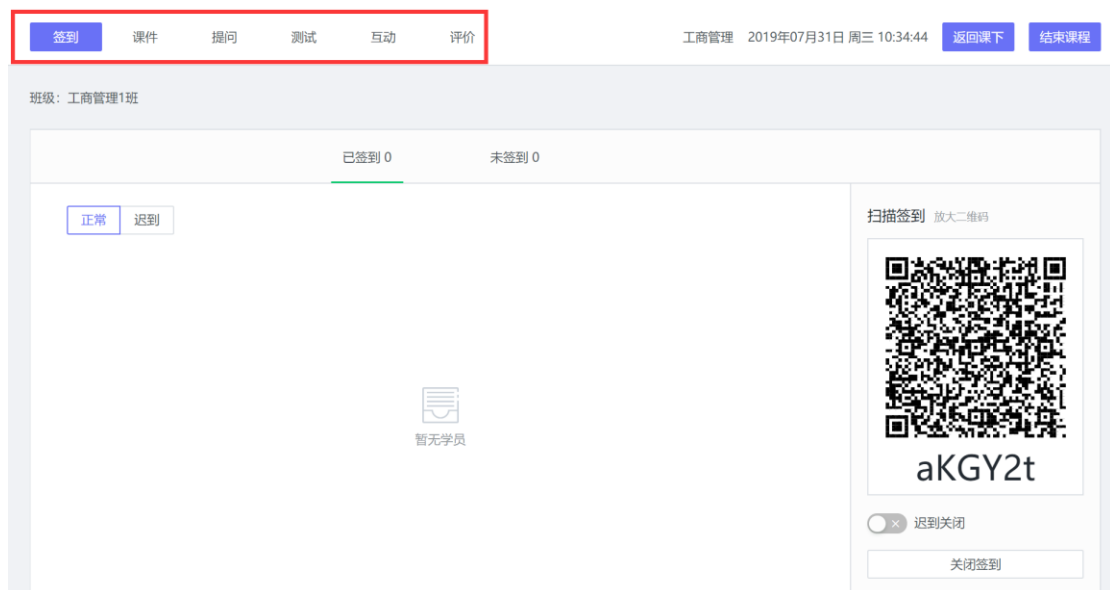 签到 课件 提问 测试 互动 评价 工商管理 2019年07月31日 周三 10:34:44 返回课下 结束课程
班级：工商管理1班
已签到 0 未签到 0
正常 迟到
扫描签到 放大二维码
暂无学员
aKGY2t
迟到关闭
关闭签到